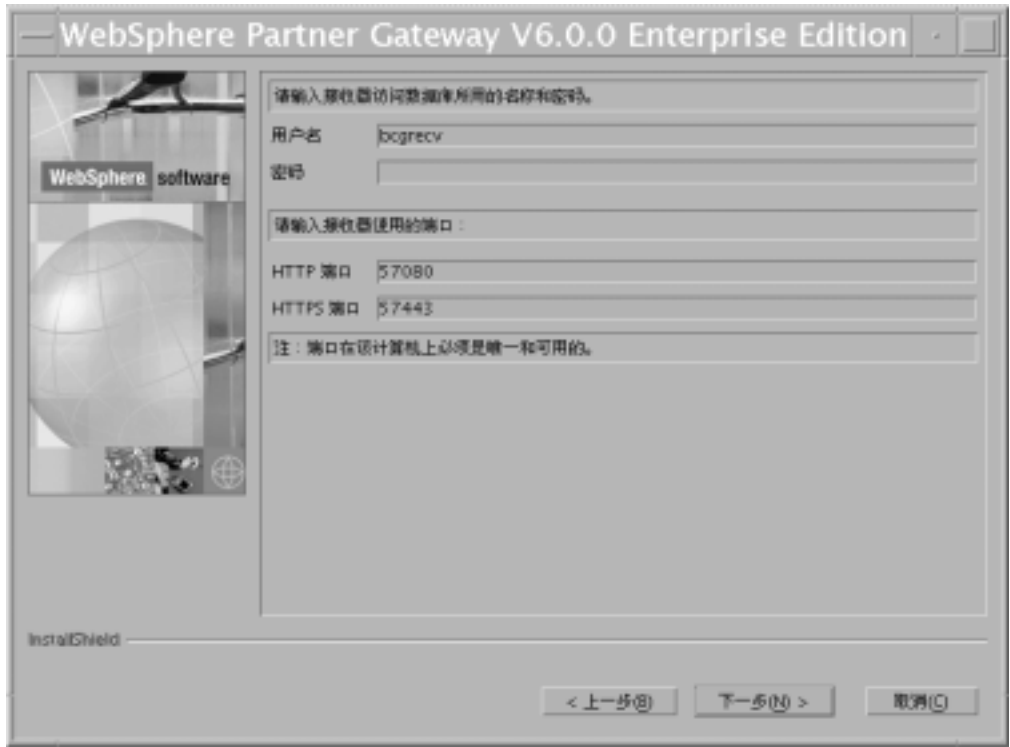 WebSphere Partner Gateway V6.0.0 Enterprise Edition
WebSphere software
请输入接收器访问数据库所用的名称和密码。
用户名 bcgrecv
密码
请输入接收器使用的端口：
HTTP 端口 57080
HTTPS 端口 57443
注：端口在该计算机上必须是唯一和可用的。
InstallShield
< 上一步(B) 下一步(N) > 取消(C)